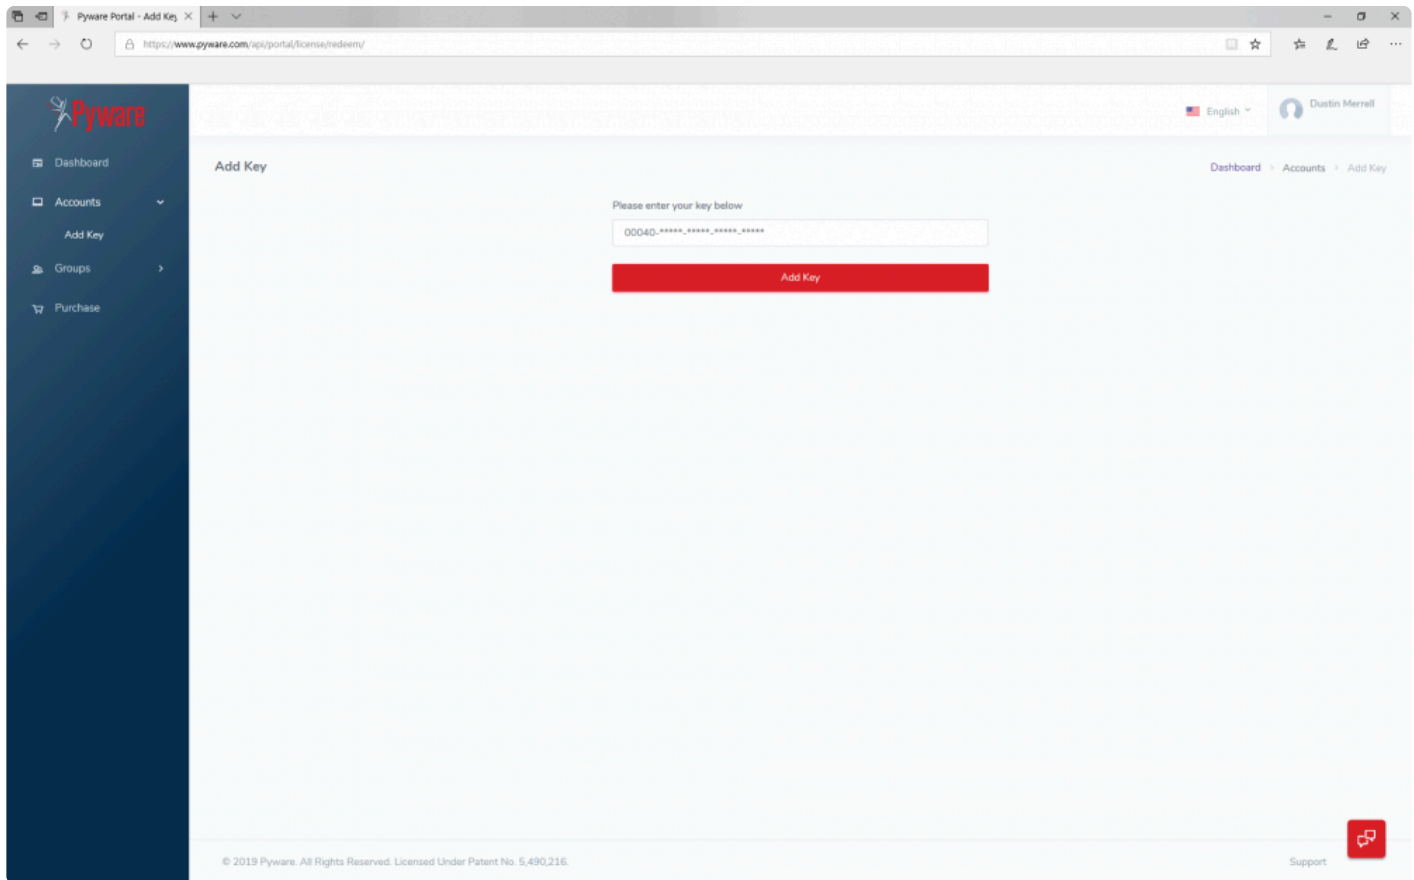 Pyware Portal - Add Key
https://www.pyware.com/api/portal/license/redeem/
Pyware
English
Dustin Merrell
Dashboard
Accounts
Add Key
Groups
Purchase
Add Key
Dashboard > Accounts > Add Key
Please enter your key below
00040-*****-*****-*****-*****
Add Key
© 2019 Pyware. All Rights Reserved. Licensed Under Patent No. 5,490,216.
Support